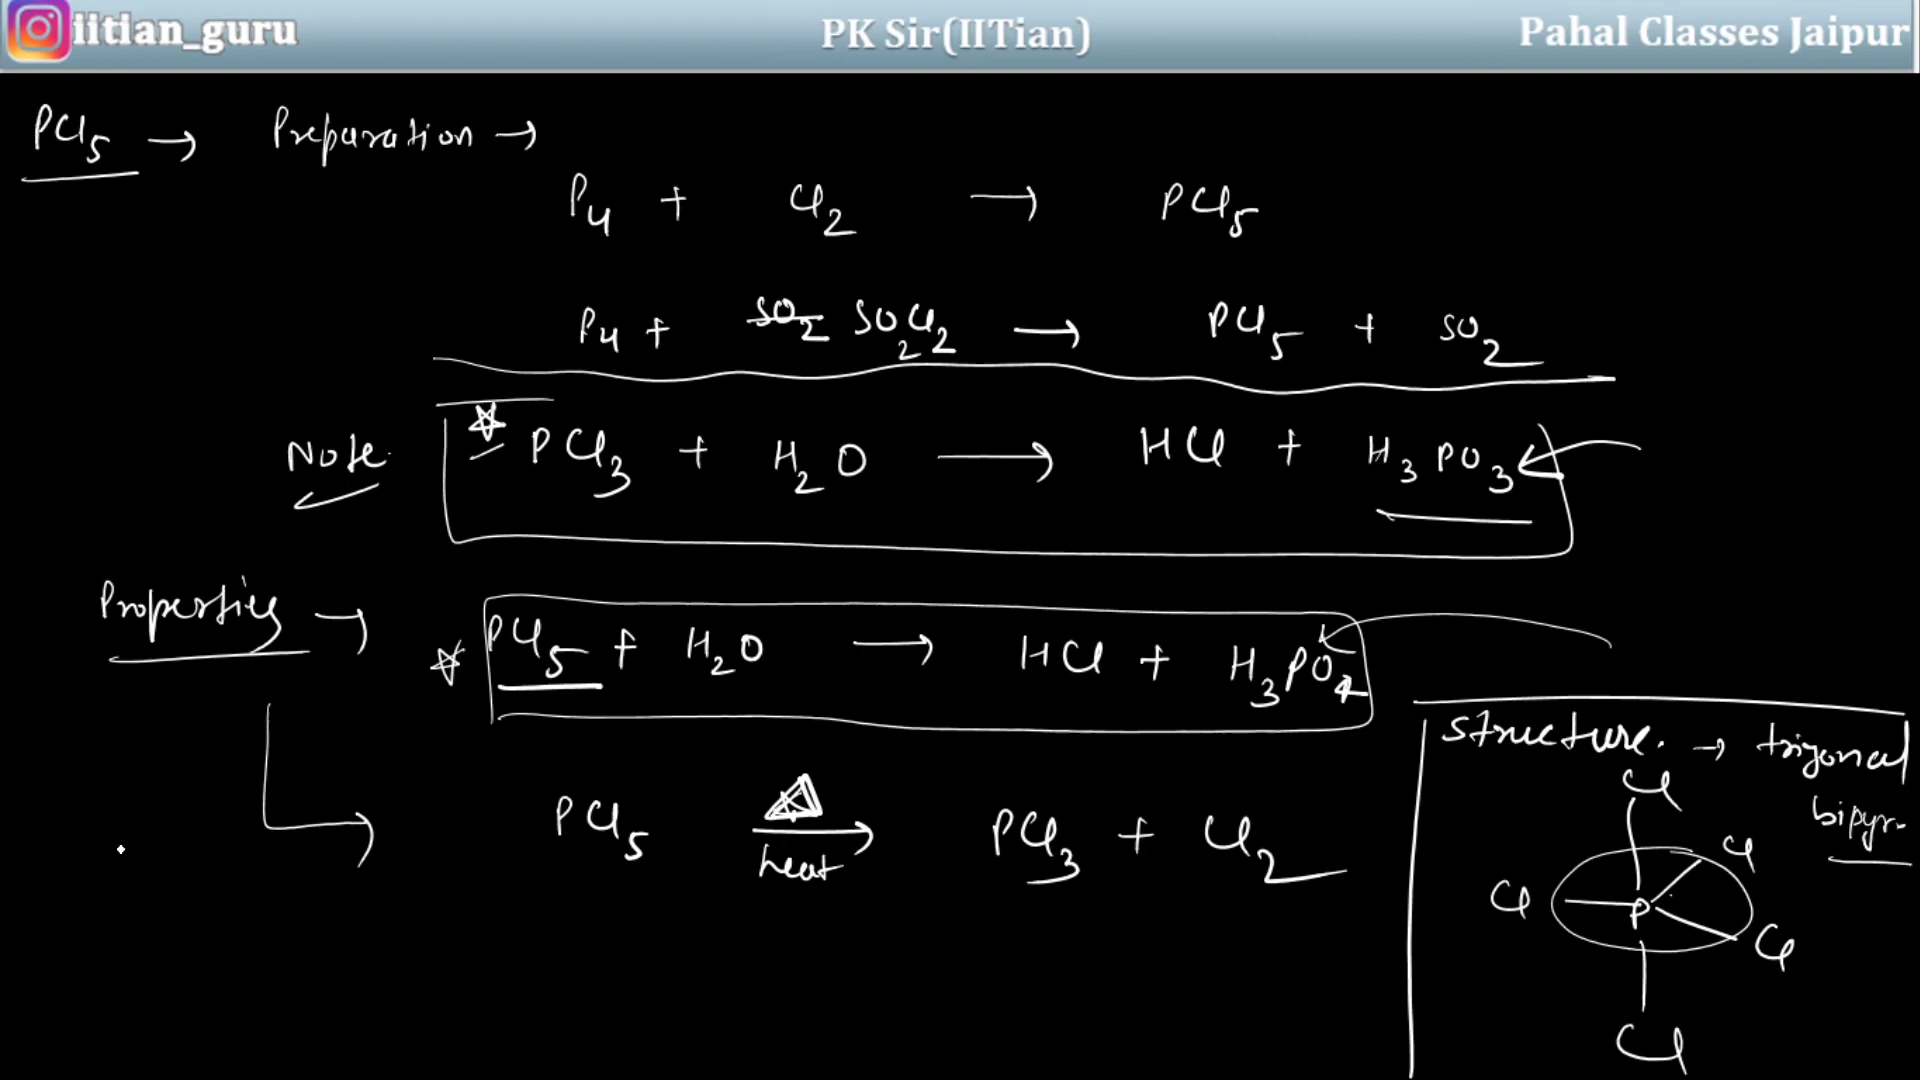 iitian_guru PK Sir(IITian) Pahal Classes Jaipur
PCl5 → Preparation →
P4 + Cl2 → PCl5
P4 + SO2 SO2Cl2 → PCl5 + SO2
Note PCl3 + H2O → HCl + H3PO3
Properties → PCl5 + H2O → HCl + H3PO4
PCl5 heat → PCl3 + Cl2
Structure. → trigonal
bipyr.
Cl
Cl
Cl P
Cl
Cl